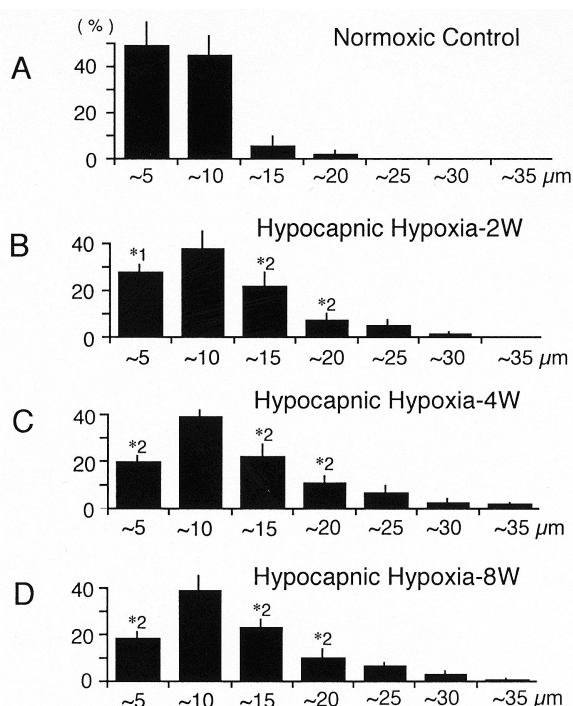 (%)
Normoxic Control
A
40
20
0
~5 ~10 ~15 ~20 ~25 ~30 ~35 μm
Hypocapnic Hypoxia-2W
B
40
*1
*2
20
*2
0
~5 ~10 ~15 ~20 ~25 ~30 ~35 μm
Hypocapnic Hypoxia-4W
C
40
*2
*2
*2
20
0
~5 ~10 ~15 ~20 ~25 ~30 ~35 μm
Hypocapnic Hypoxia-8W
D
40
*2
*2
*2
20
0
~5 ~10 ~15 ~20 ~25 ~30 ~35 μm